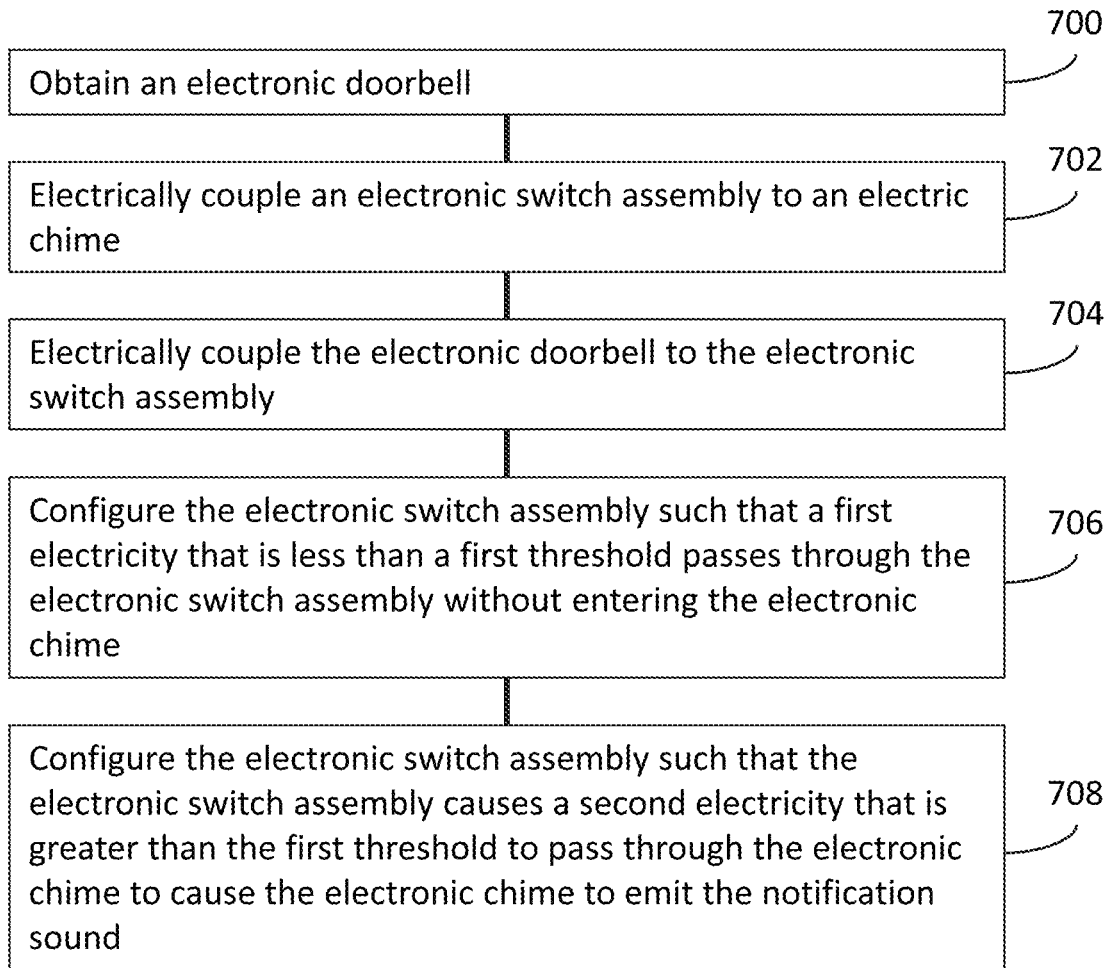 700
Obtain an electronic doorbell
702
Electrically couple an electronic switch assembly to an electric
chime
704
Electrically couple the electronic doorbell to the electronic
switch assembly
706
Configure the electronic switch assembly such that a first
electricity that is less than a first threshold passes through the
electronic switch assembly without entering the electronic
chime
708
Configure the electronic switch assembly such that the
electronic switch assembly causes a second electricity that is
greater than the first threshold to pass through the electronic
chime to cause the electronic chime to emit the notification
sound